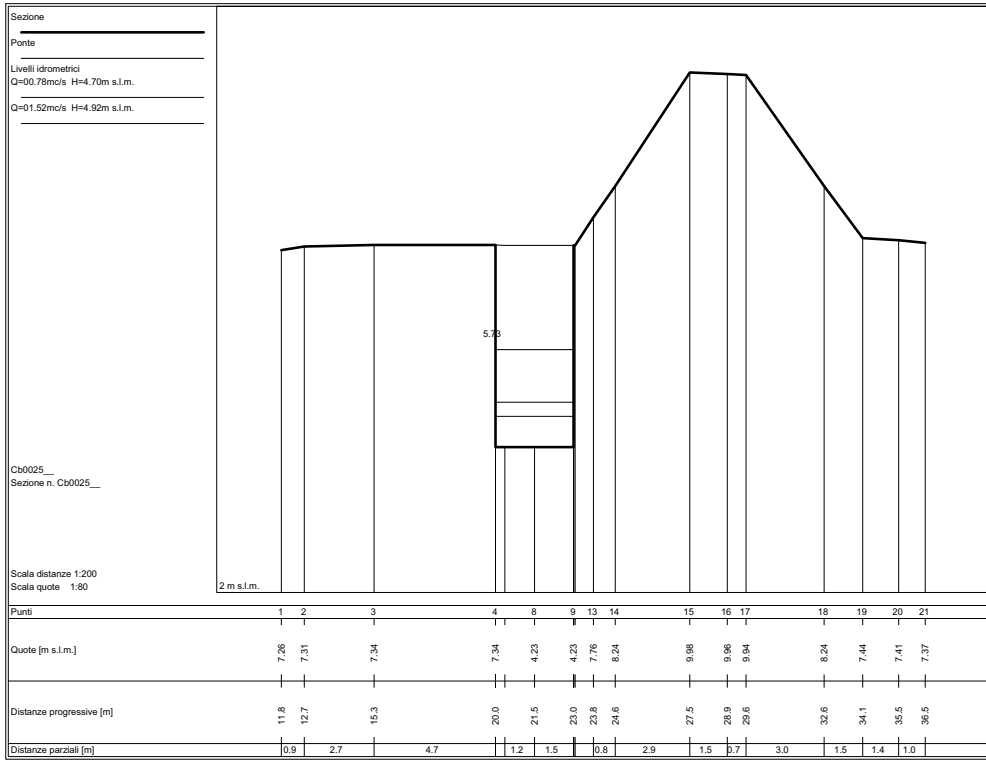 Sezione
Ponte
Livelli idrometrici
Q=00.78mc/s H=4.70m s.l.m.
Q=01.52mc/s H=4.92m s.l.m.
5.73
Cb0025__
Sezione n. Cb0025__
Scala distanze 1:200
Scala quote 1:80
2 m s.l.m.
Punti 1 2 3 4 8 9 13 14 15 16 17 18 19 20 21
Quote [m s.l.m.] 7.26 7.31 7.34 7.34 4.23 4.23 7.76 8.24 9.98 9.96 9.94 8.24 7.44 7.41 7.37
Distanze progressive [m] 11.8 12.7 15.3 20.0 21.5 23.0 23.8 24.6 27.5 28.9 29.6 32.6 34.1 35.5 36.5
Distanze parziali [m] 0.9 2.7 4.7 1.2 1.5 0.8 2.9 1.5 0.7 3.0 1.5 1.4 1.0